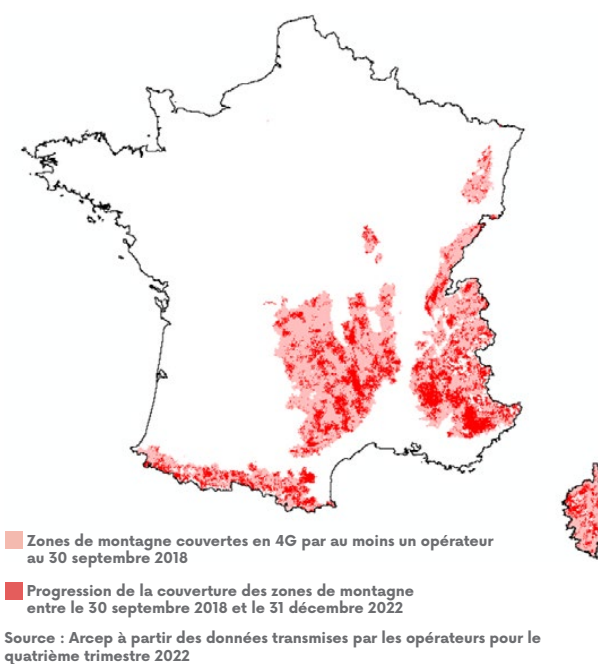 Zones de montagne couvertes en 4G par au moins un opérateur
au 30 septembre 2018
Progression de la couverture des zones de montagne
entre le 30 septembre 2018 et le 31 décembre 2022
Source : Arcep à partir des données transmises par les opérateurs pour le
quatrième trimestre 2022